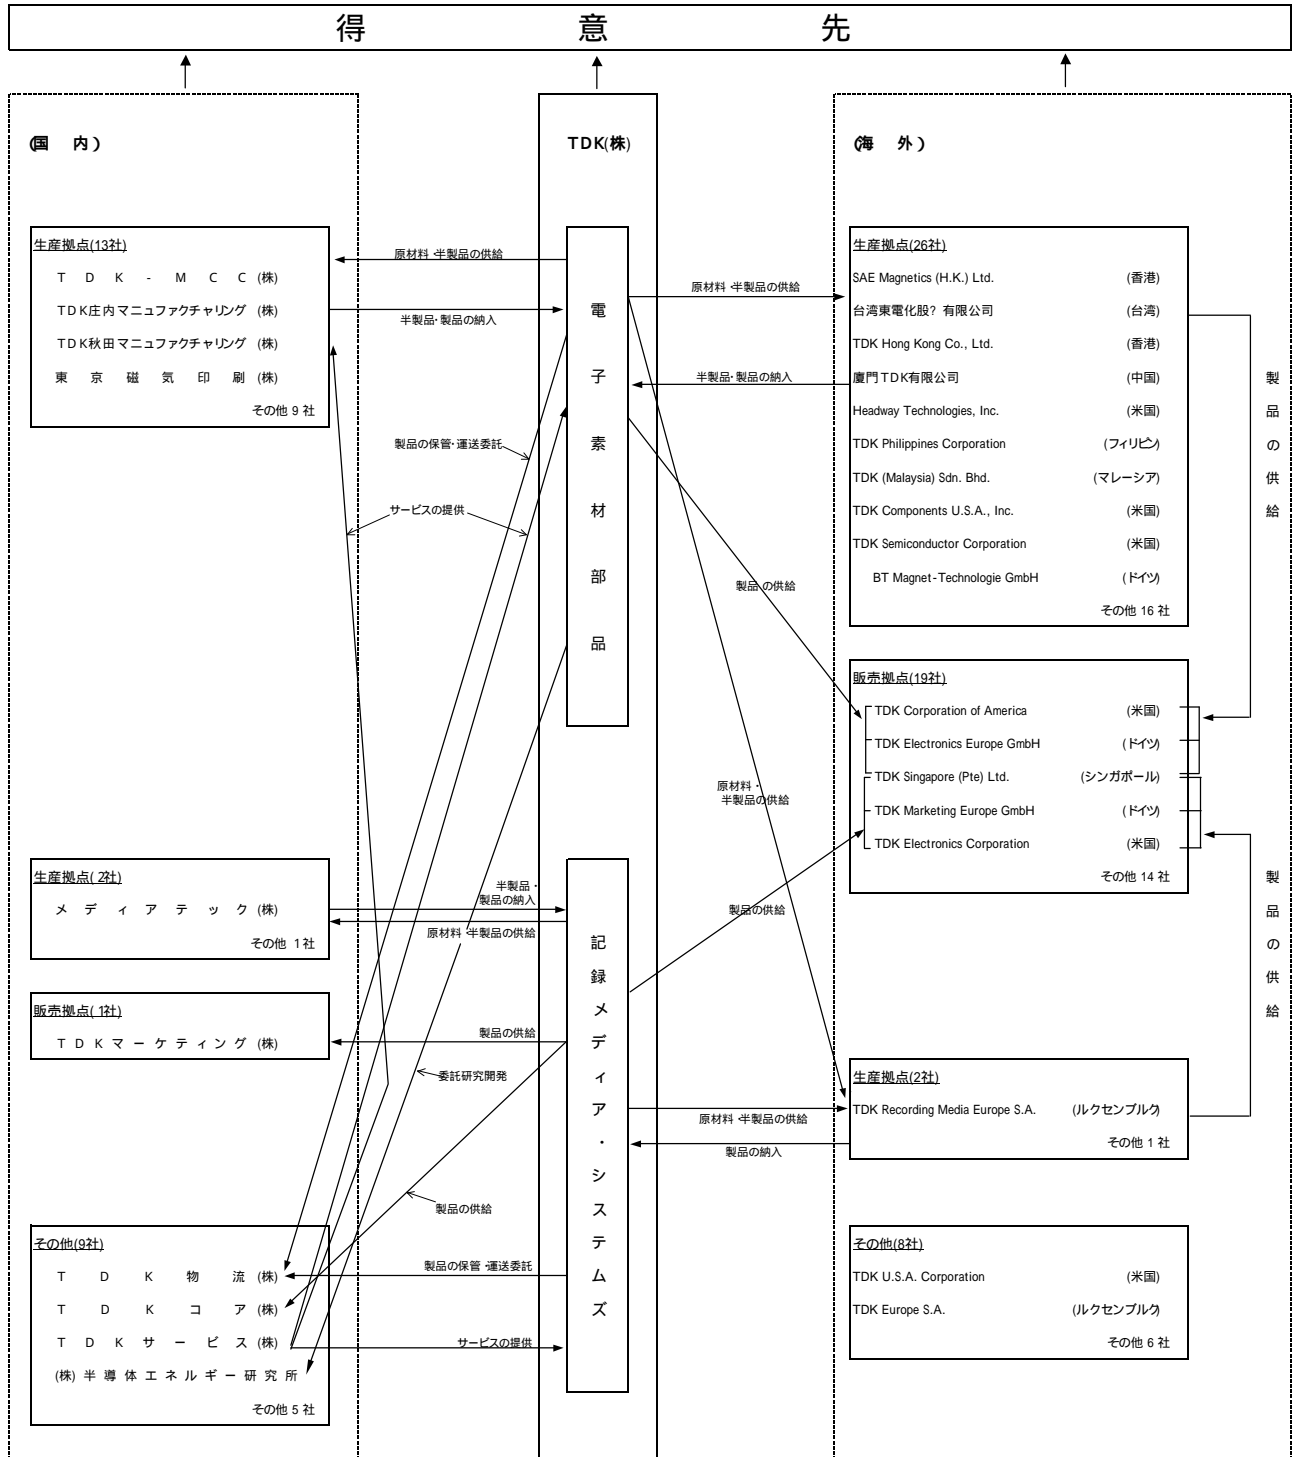 得意先
(国 内)
TDK(株)
(海 外)
生産拠点(13社)
TDK-MCC(株)
TDK庄内マニュファクチャリング(株)
TDK秋田マニュファクチャリング(株)
東京磁気印刷(株)
その他 9 社
原材料・半製品の供給
半製品・製品の納入
製品の保管・運送委託
サービスの提供
電子素材部品
原材料・半製品の供給
半製品・製品の納入
製品の供給
原材料・
半製品の供給
製品の供給
生産拠点(26社)
SAE Magnetics (H.K.) Ltd. (香港)
台湾東電化股? 有限公司 (台湾)
TDK Hong Kong Co., Ltd. (香港)
廈門TDK有限公司 (中国)
Headway Technologies, Inc. (米国)
TDK Philippines Corporation (フィリピン)
TDK (Malaysia) Sdn. Bhd. (マレーシア)
TDK Components U.S.A., Inc. (米国)
TDK Semiconductor Corporation (米国)
BT Magnet-Technologie GmbH (ドイツ)
その他 16 社
製品の供給
販売拠点(19社)
TDK Corporation of America (米国)
TDK Electronics Europe GmbH (ドイツ)
TDK Singapore (Pte) Ltd. (シンガポール)
TDK Marketing Europe GmbH (ドイツ)
TDK Electronics Corporation (米国)
その他 14 社
製品の供給
生産拠点(2社)
メディアテック(株)
その他 1社
半製品・
製品の納入
原材料・半製品の供給
販売拠点(1社)
TDKマーケティング(株)
製品の供給
委託研究開発
製品の供給
記録メディア・システムズ
原材料・半製品の供給
製品の納入
生産拠点(2社)
TDK Recording Media Europe S.A. (ルクセンブルク)
その他 1 社
その他(9社)
TDK物流(株)
TDKコア(株)
TDKサービス(株)
(株)半導体エネルギー研究所
その他 5 社
製品の保管・運送委託
サービスの提供
その他(8社)
TDK U.S.A. Corporation (米国)
TDK Europe S.A. (ルクセンブルク)
その他 6 社